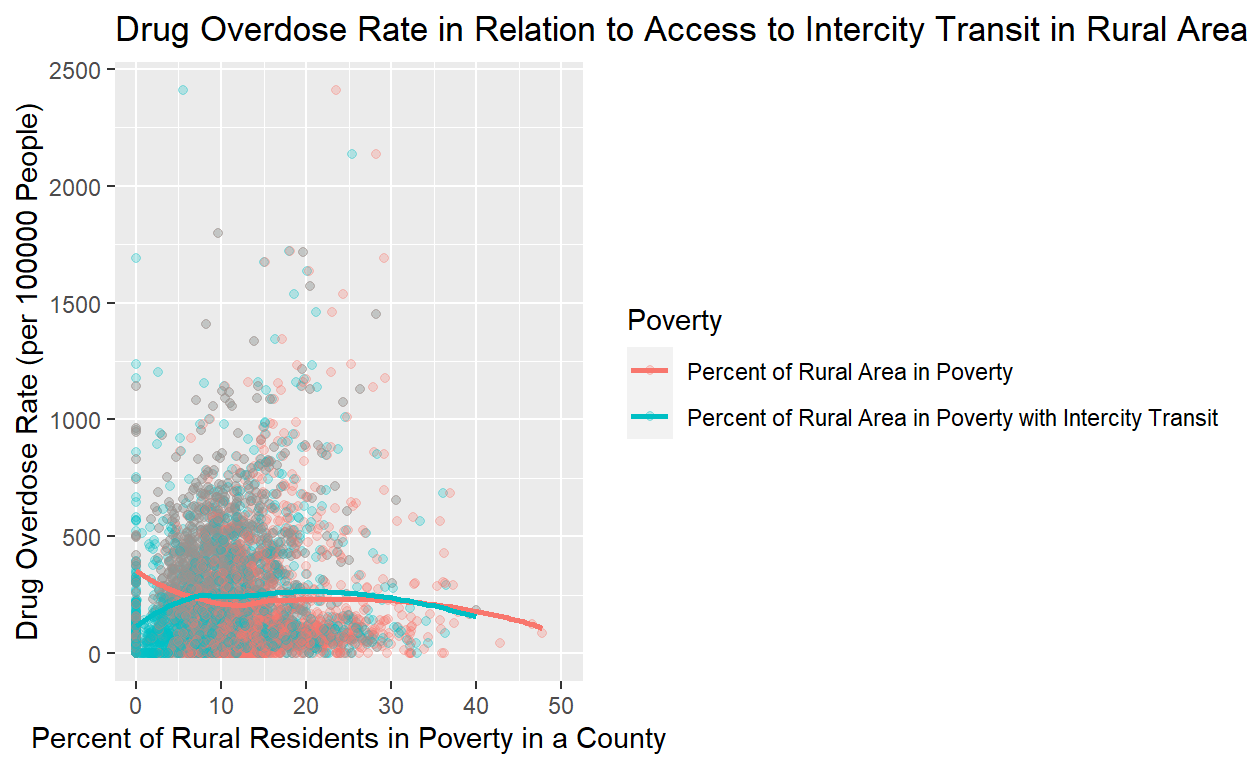 Drug Overdose Rate in Relation to Access to Intercity Transit in Rural Area
Drug Overdose Rate (per 100000 People)
2500
2000
1500
1000
500
0
0 10 20 30 40 50
Percent of Rural Residents in Poverty in a County
Poverty
Percent of Rural Area in Poverty
Percent of Rural Area in Poverty with Intercity Transit